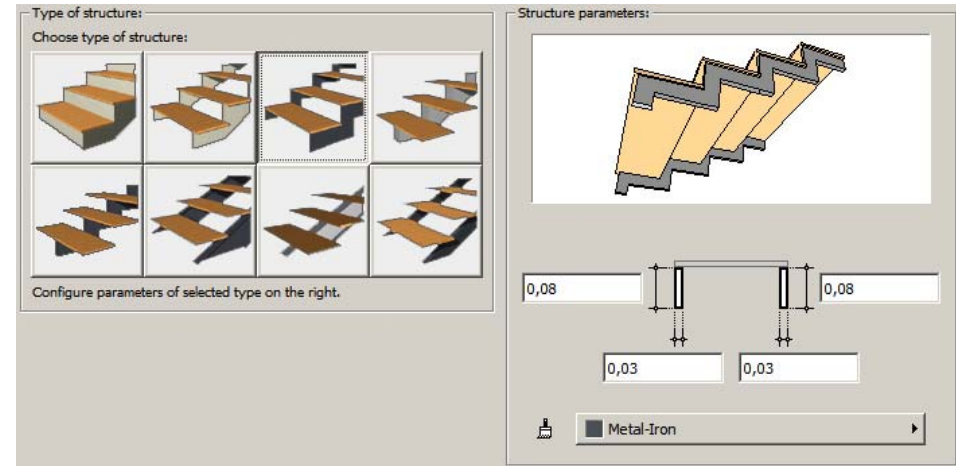 Type of structure:
Choose type of structure:
Configure parameters of selected type on the right.
Structure parameters:
0,08
0,08
0,03
0,03
Metal-Iron